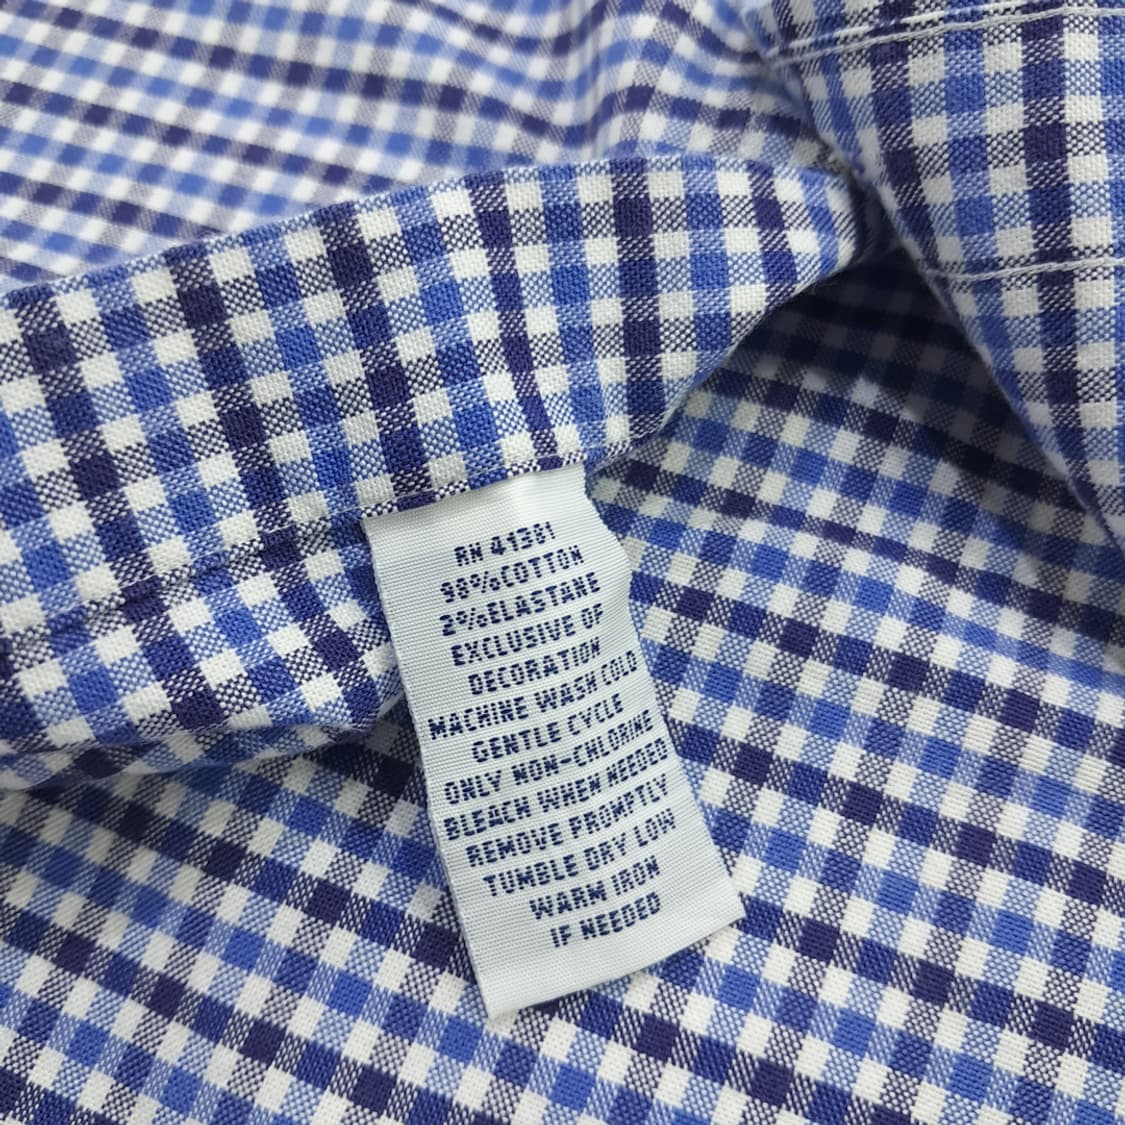 RN 41381
98%COTTON
2%ELASTANE
EXCLUSIVE OF
DECORATION
MACHINE WASH COLD
GENTLE CYCLE
ONLY NON-CHLORINE
BLEACH WHEN NEEDED
REMOVE PROMPTLY
TUMBLE DRY LOW
WARM IRON
IF NEEDED